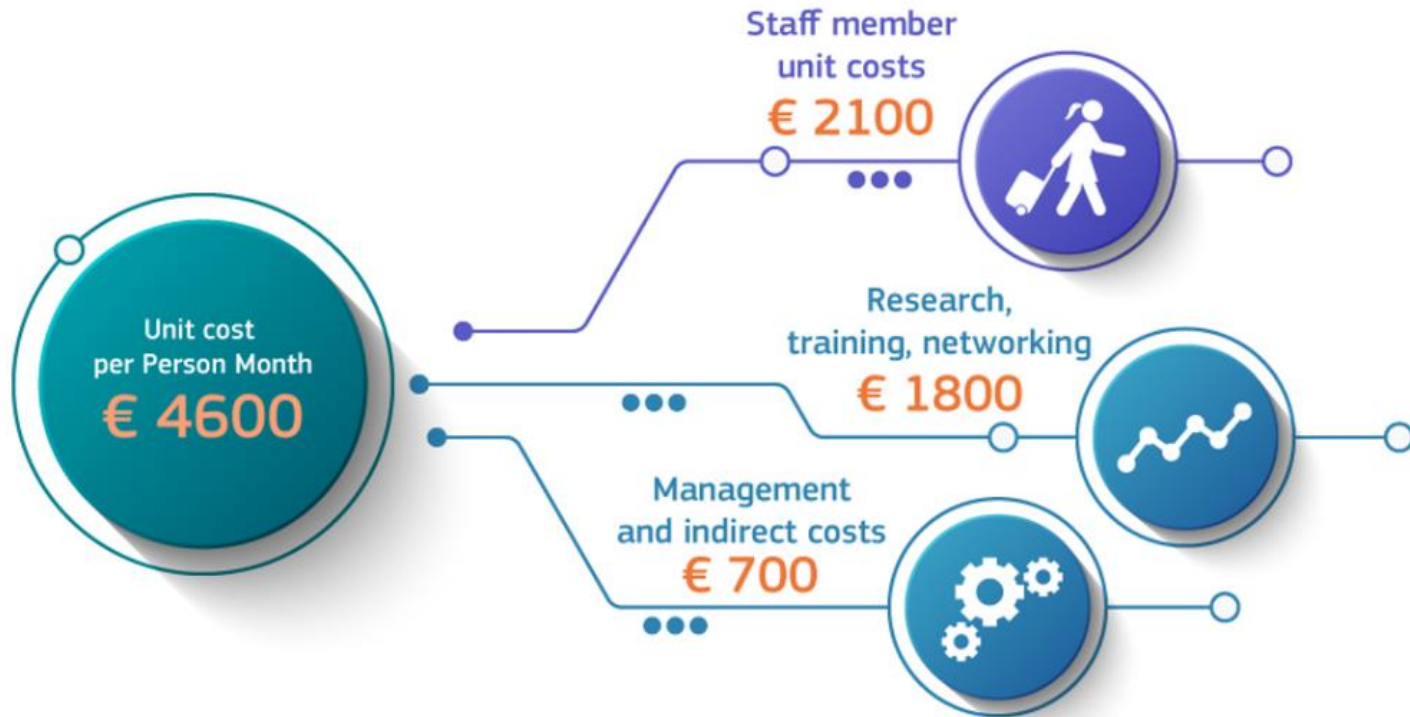 Unit cost
per Person Month
€ 4600
Staff member
unit costs
€ 2100
Research,
training, networking
€ 1800
Management
and indirect costs
€ 700